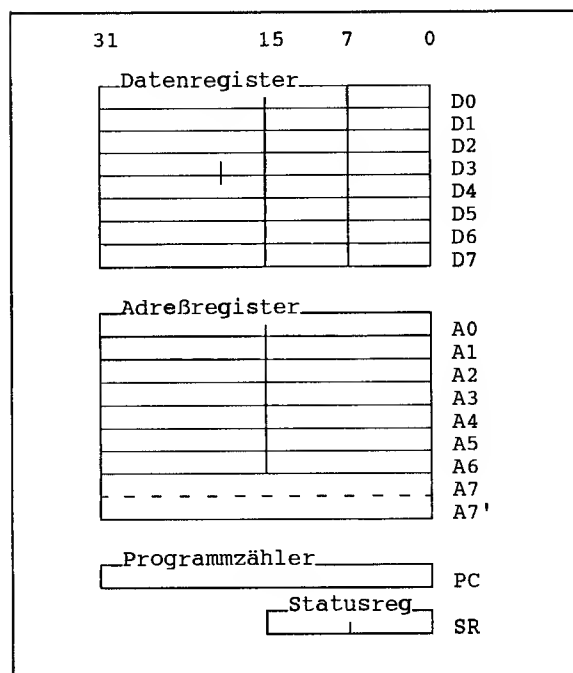 31 15 7 0
Datenregister
D0
D1
D2
D3
D4
D5
D6
D7
Adreßregister
A0
A1
A2
A3
A4
A5
A6
A7
A7'
Programmzähler
PC
Statusreg
SR